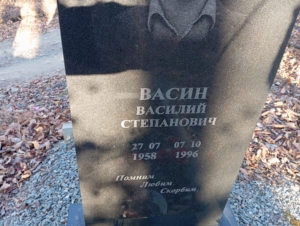 ВАСИН
ВАСИЛИЙ
СТЕПАНОВИЧ
27 07 07 10
1958 1996
Помним
Любим
Скорбим